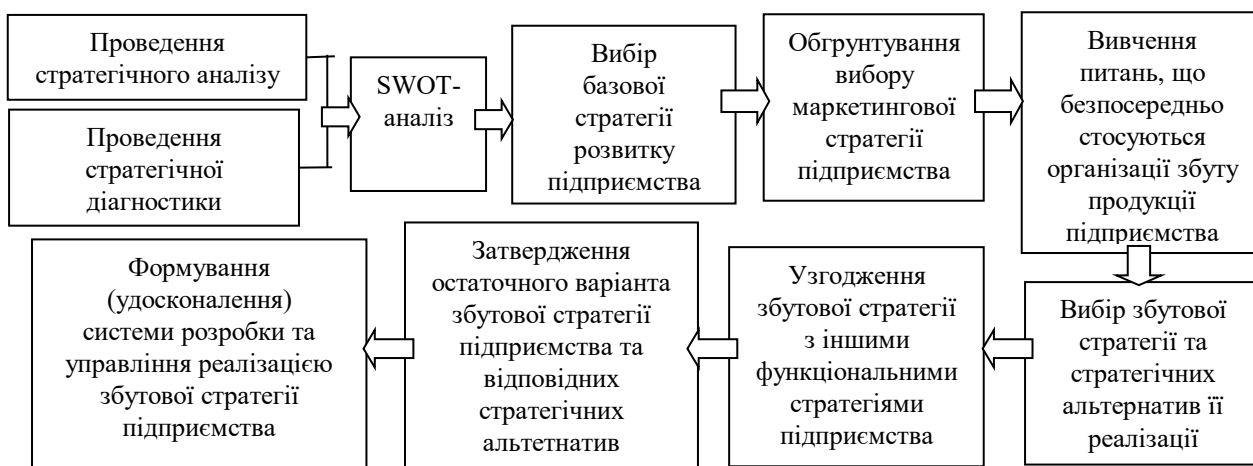 Проведення
стратегічного аналізу
Проведення
стратегічної
діагностики
SWOT-
аналіз
Вибір
базової
стратегії
розвитку
підприємства
Обгрунтування
вибору
маркетингової
стратегії
підприємства
Вивчення
питань, що
безпосередньо
стосуються
організації збуту
продукції
підприємства
Вибір збутової
стратегії та
стратегічних
альтернатив її
реалізації
Узгодження
збутової стратегії
з іншими
функціональними
стратегіями
підприємства
Затвердження
остаточного варіанта
збутової стратегії
підприємства та
відповідних
стратегічних
альтетнатив
Формування
(удосконалення)
системи розробки та
управління реалізацією
збутової стратегії
підприємства